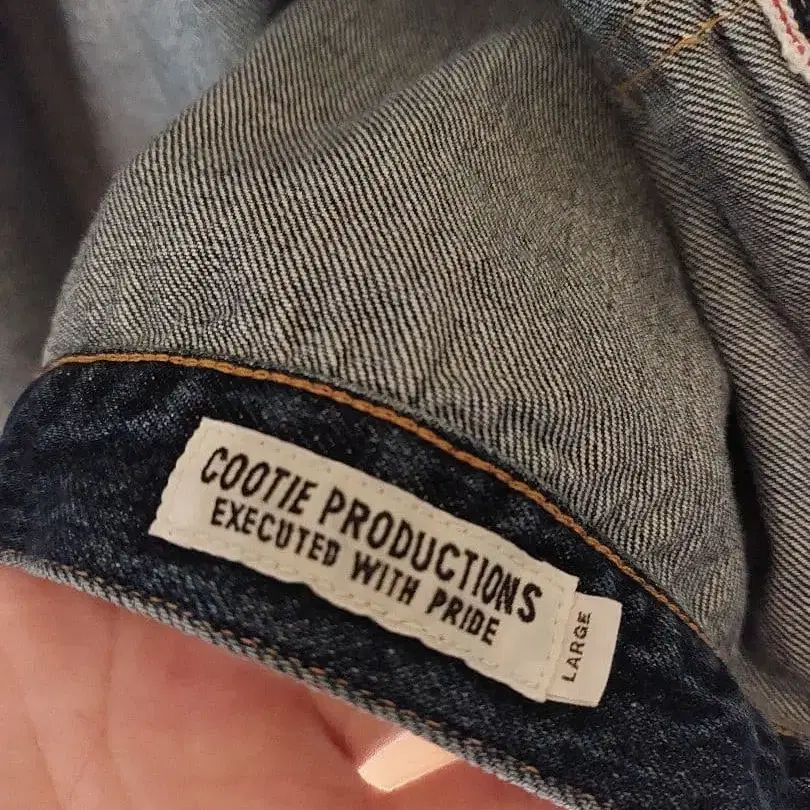 COOTIE PRODUCTIONS
EXECUTED WITH PRIDE
LARGE